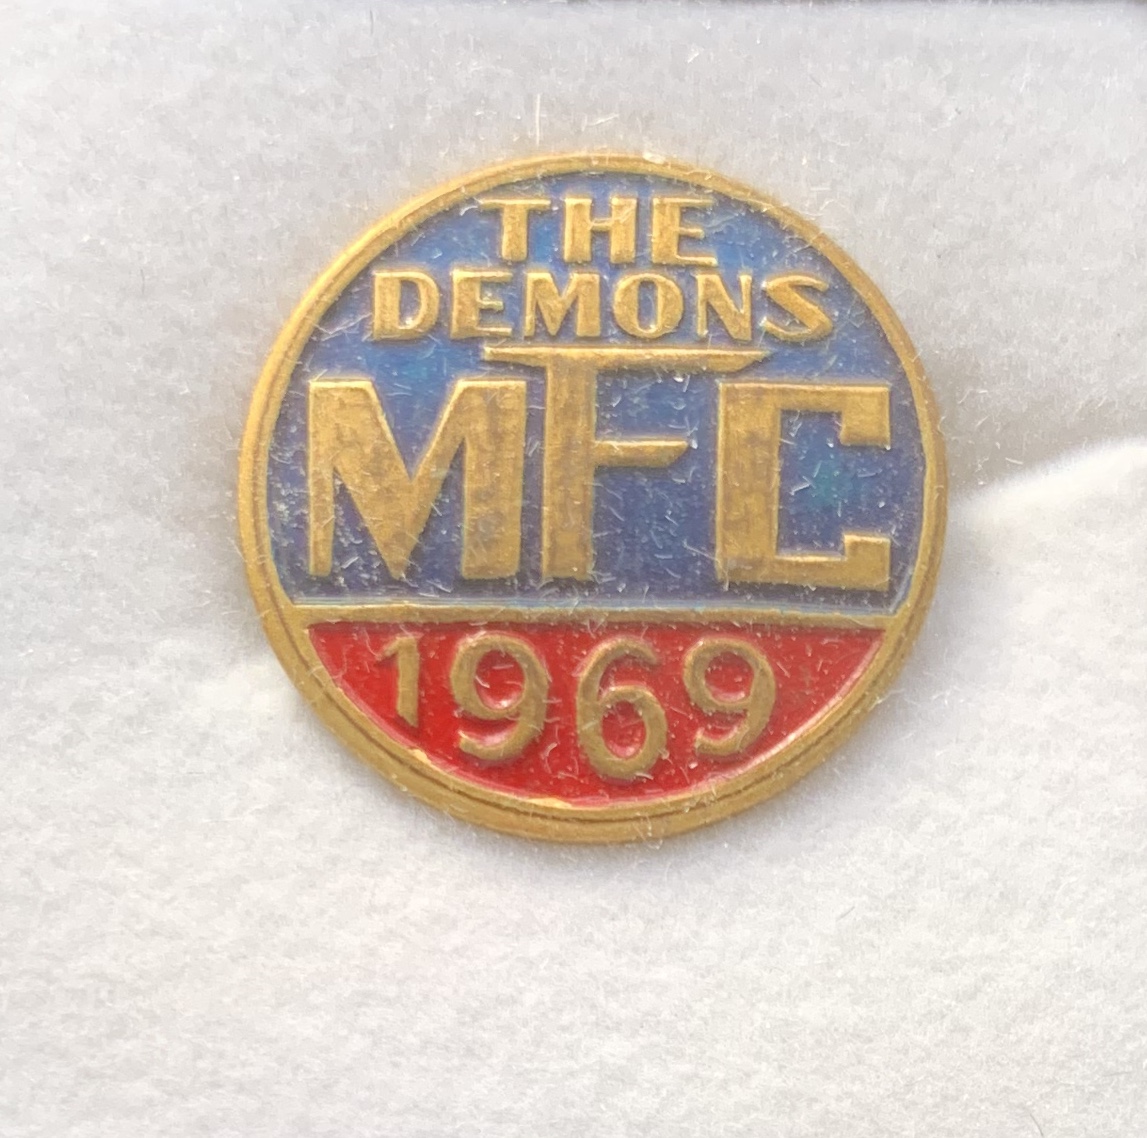 THE
DEMONS
MFC
1969